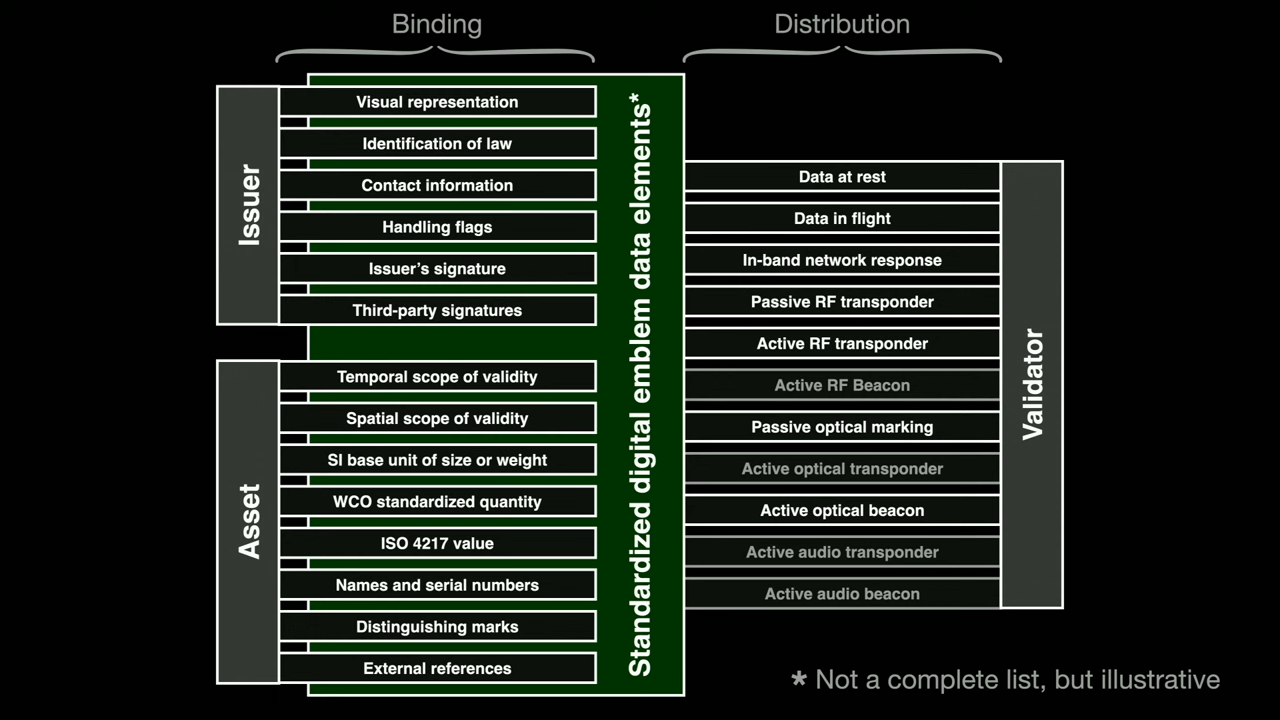 Binding
Distribution
Issuer
Visual representation
Identification of law
Contact information
Handling flags
Issuer’s signature
Third-party signatures
Asset
Temporal scope of validity
Spatial scope of validity
SI base unit of size or weight
WCO standardized quantity
ISO 4217 value
Names and serial numbers
Distinguishing marks
External references
Standardized digital emblem data elements*
Data at rest
Data in flight
In-band network response
Passive RF transponder
Active RF transponder
Active RF Beacon
Passive optical marking
Active optical transponder
Active optical beacon
Active audio transponder
Active audio beacon
Validator
* Not a complete list, but illustrative